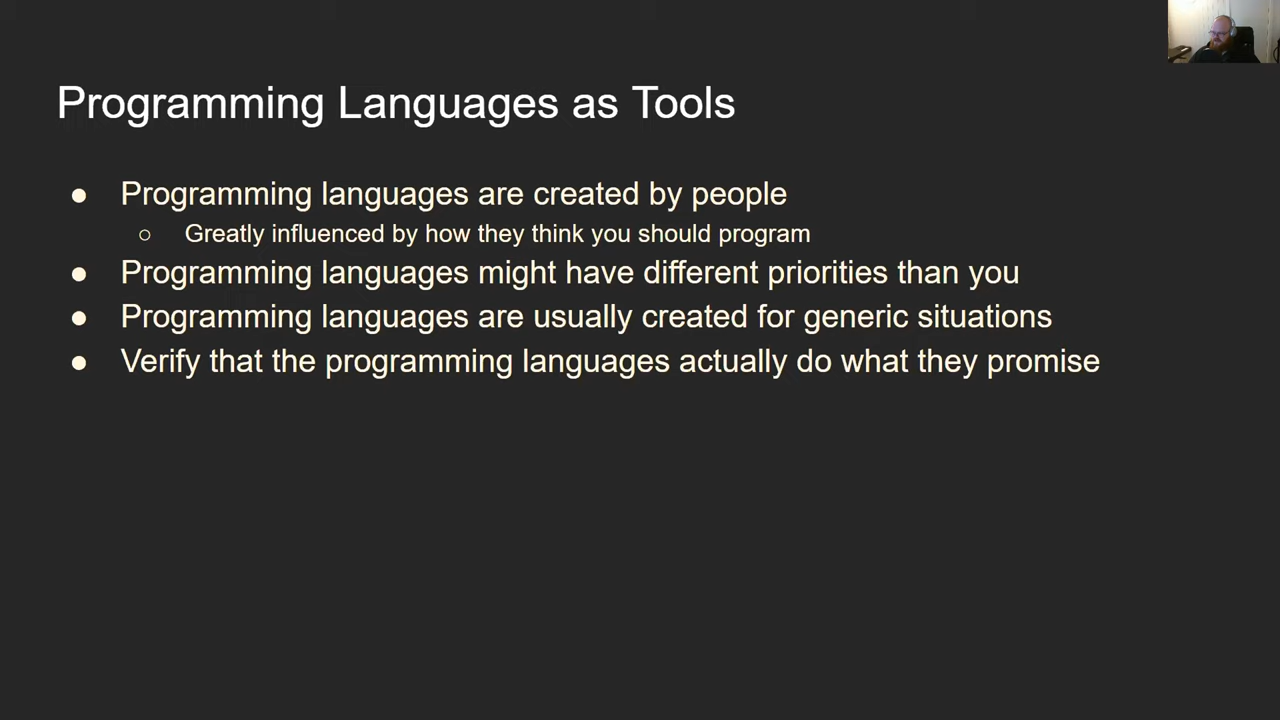 Programming Languages as Tools
● Programming languages are created by people
○ Greatly influenced by how they think you should program
● Programming languages might have different priorities than you
● Programming languages are usually created for generic situations
● Verify that the programming languages actually do what they promise